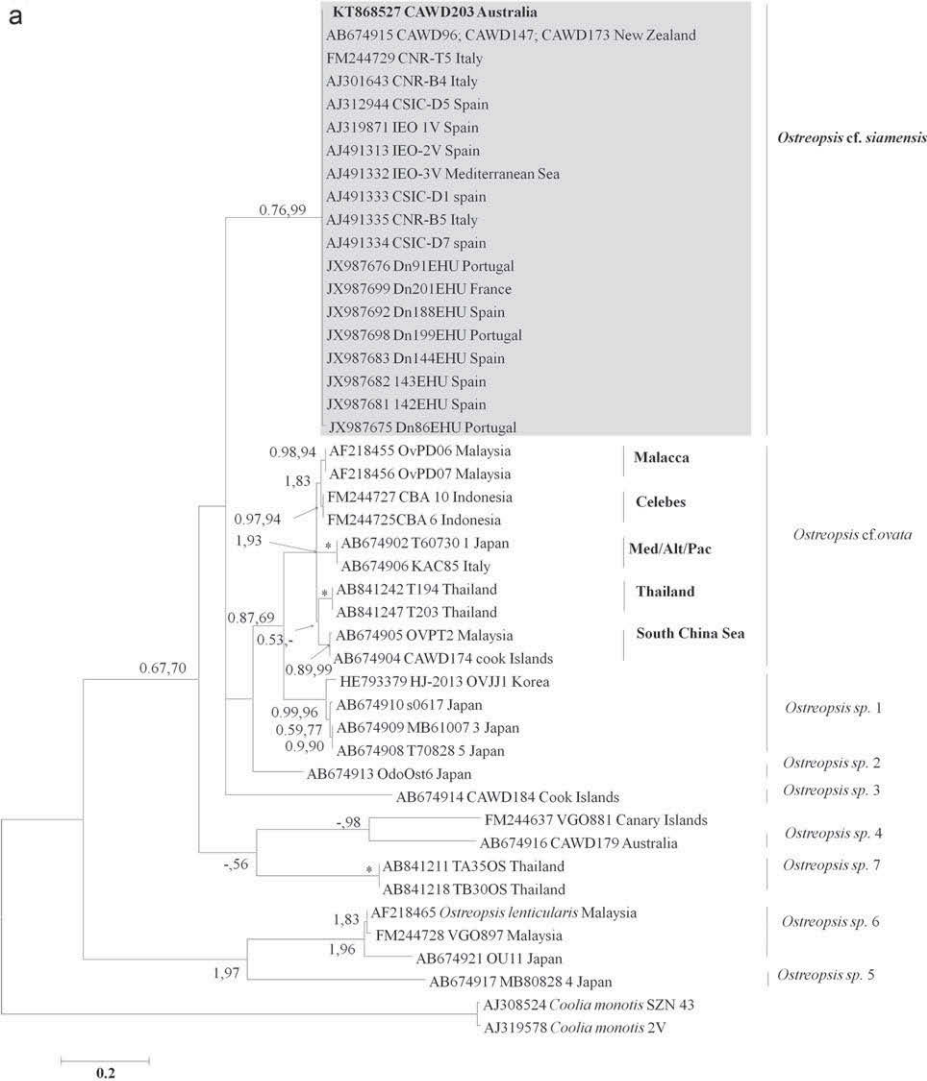 a
KT868527 CAWD203 Australia
AB674915 CAWD96; CAWD147; CAWD173 New Zealand
FM244729 CNR-T5 Italy
AJ301643 CNR-B4 Italy
AJ312944 CSIC-D5 Spain
AJ319871 IEO 1V Spain
Ostreopsis cf. siamensis
AJ491313 IEO-2V Spain
AJ491332 IEO-3V Mediterranean Sea
AJ491333 CSIC-D1 spain
0.76,99
AJ491335 CNR-B5 Italy
AJ491334 CSIC-D7 spain
JX987676 Dn91EHU Portugal
JX987699 Dn201EHU France
JX987692 Dn188EHU Spain
JX987698 Dn199EHU Portugal
JX987683 Dn144EHU Spain
JX987682 143EHU Spain
JX987681 142EHU Spain
JX987675 Dn86EHU Portugal
0.98,94
AF218455 OvPD06 Malaysia
Malacca
AF218456 OvPD07 Malaysia
1,83
FM244727 CBA 10 Indonesia
Celebes
0.97,94
FM244725CBA 6 Indonesia
Ostreopsis cf.ovata
1,93
* AB674902 T60730 1 Japan
Med/Alt/Pac
AB674906 KAC85 Italy
* AB841242 T194 Thailand
Thailand
AB841247 T203 Thailand
0.87,69
0.53,-
AB674905 OVPT2 Malaysia
South China Sea
0.89,99
AB674904 CAWD174 cook Islands
0.67,70
HE793379 HJ-2013 OVJJ1 Korea
0.99,96
AB674910 s0617 Japan
Ostreopsis sp. 1
0.59,77
AB674909 MB61007 3 Japan
0.9,90
AB674908 T70828 5 Japan
Ostreopsis sp. 2
AB674913 OdoOst6 Japan
Ostreopsis sp. 3
AB674914 CAWD184 Cook Islands
-,98
FM244637 VGO881 Canary Islands
Ostreopsis sp. 4
AB674916 CAWD179 Australia
-,56
* AB841211 TA35OS Thailand
Ostreopsis sp. 7
AB841218 TB30OS Thailand
1,83
AF218465 Ostreopsis lenticularis Malaysia
Ostreopsis sp. 6
FM244728 VGO897 Malaysia
1,96
AB674921 OU11 Japan
1,97
Ostreopsis sp. 5
AB674917 MB80828 4 Japan
AJ308524 Coolia monotis SZN 43
AJ319578 Coolia monotis 2V
0.2